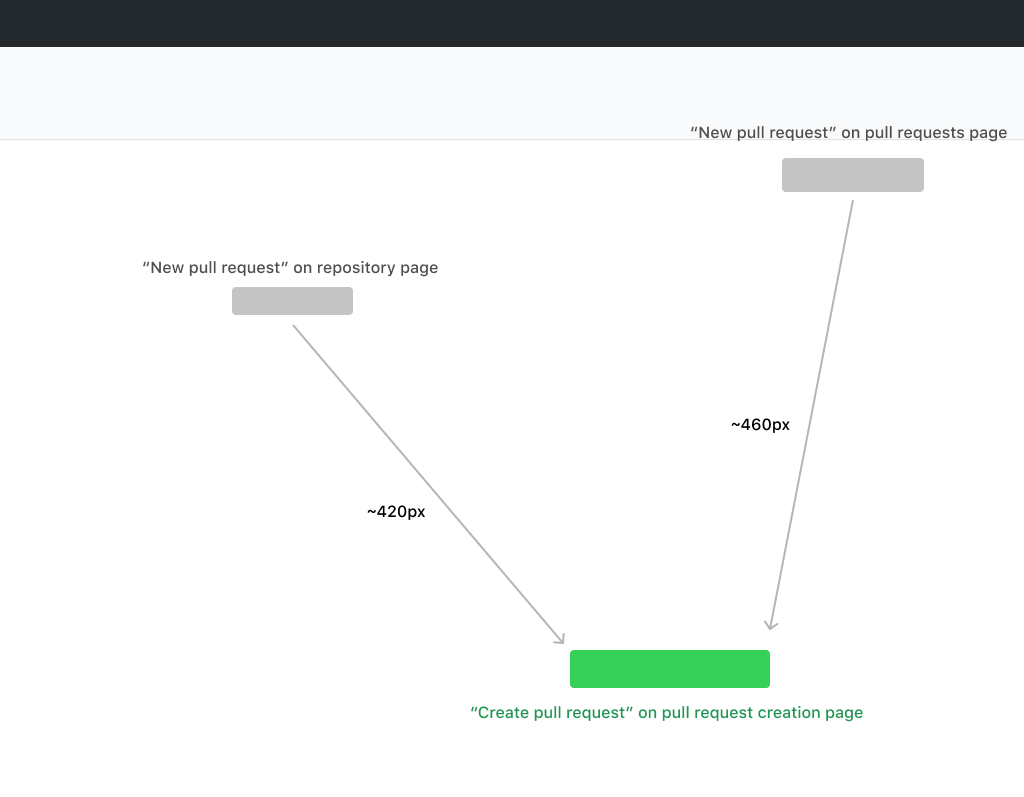 “New pull request” on pull requests page
“New pull request” on repository page
~460px
~420px
“Create pull request” on pull request creation page